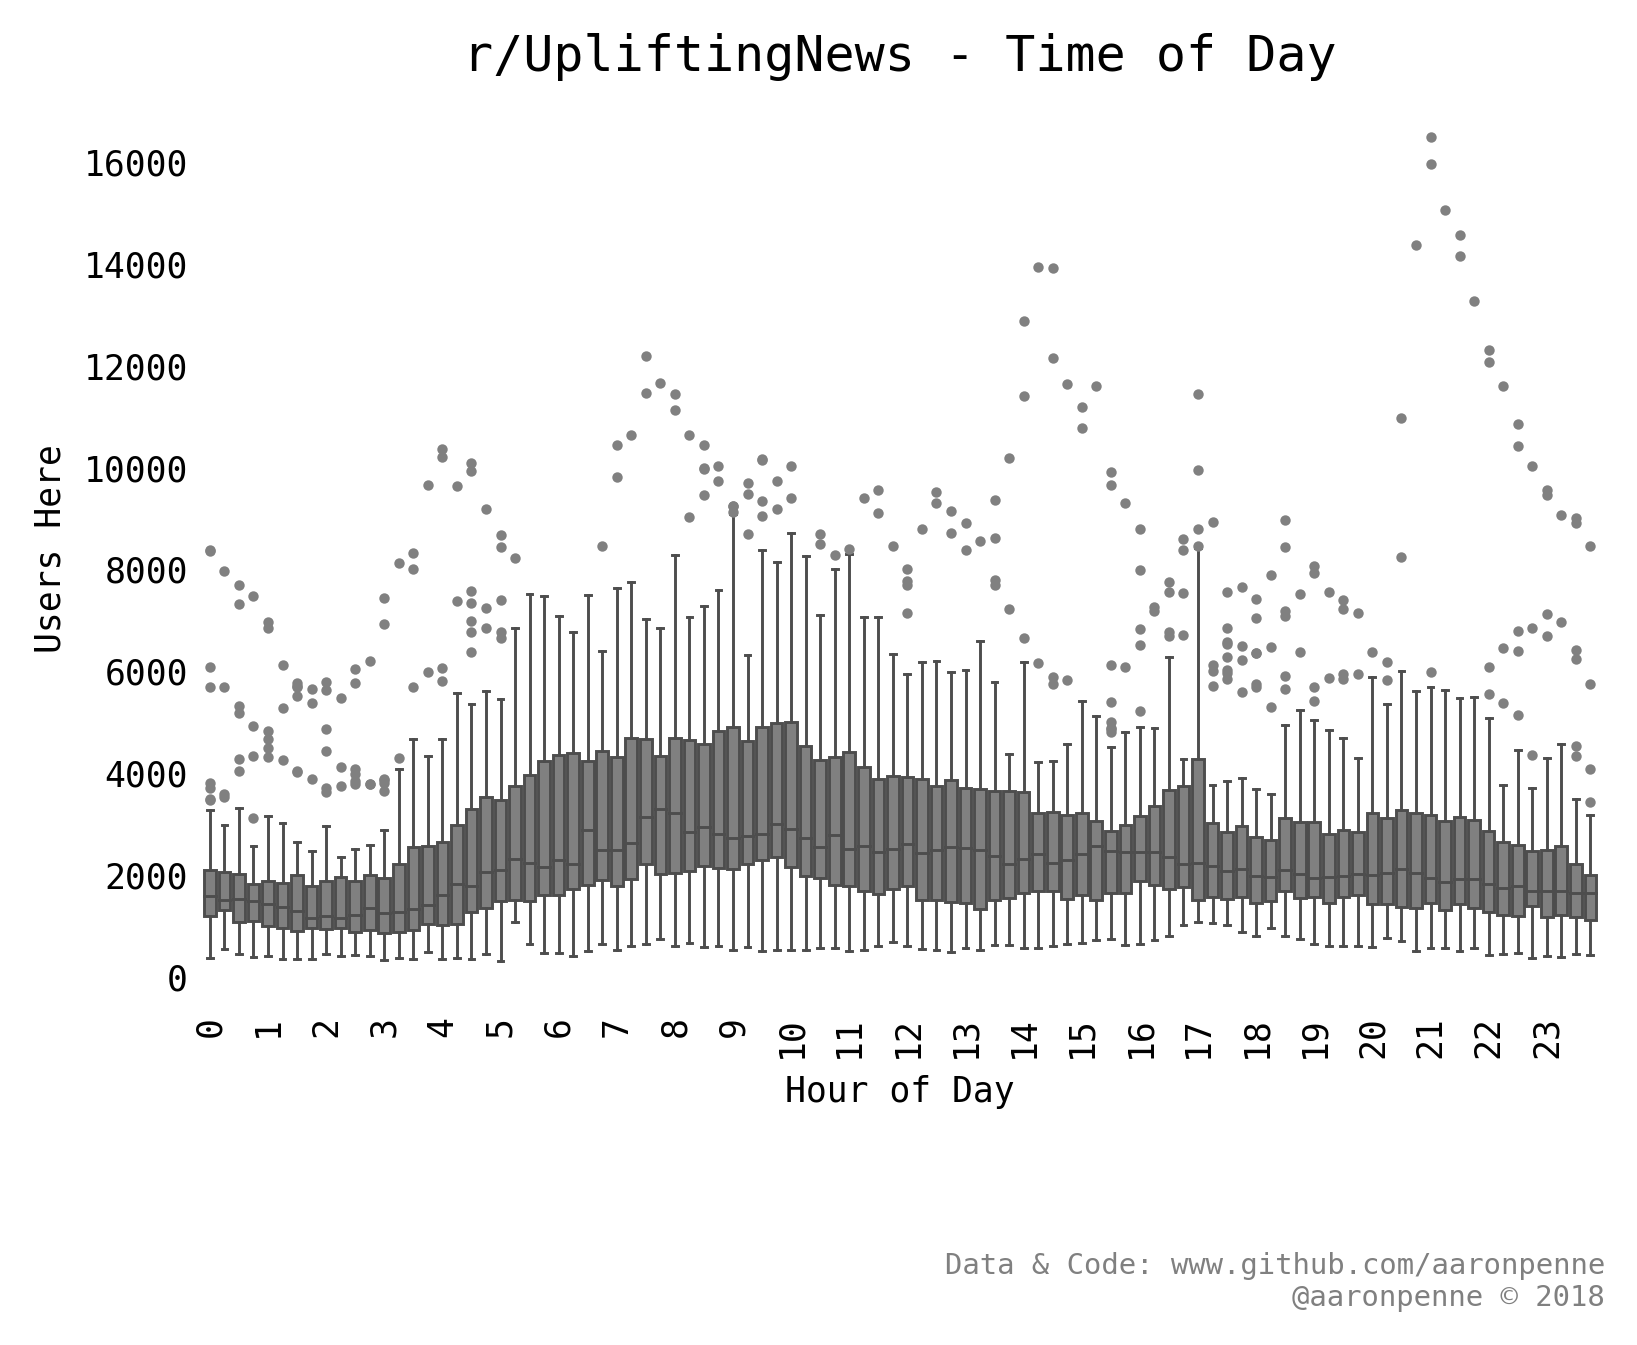 r/UpliftingNews - Time of Day
16000
14000
12000
10000
8000
6000
4000
2000
0
Users Here
0 1 2 3 4 5 6 7 8 9 10 11 12 13 14 15 16 17 18 19 20 21 22 23
Hour of Day
Data & Code: www.github.com/aaronpenne
@aaronpenne © 2018